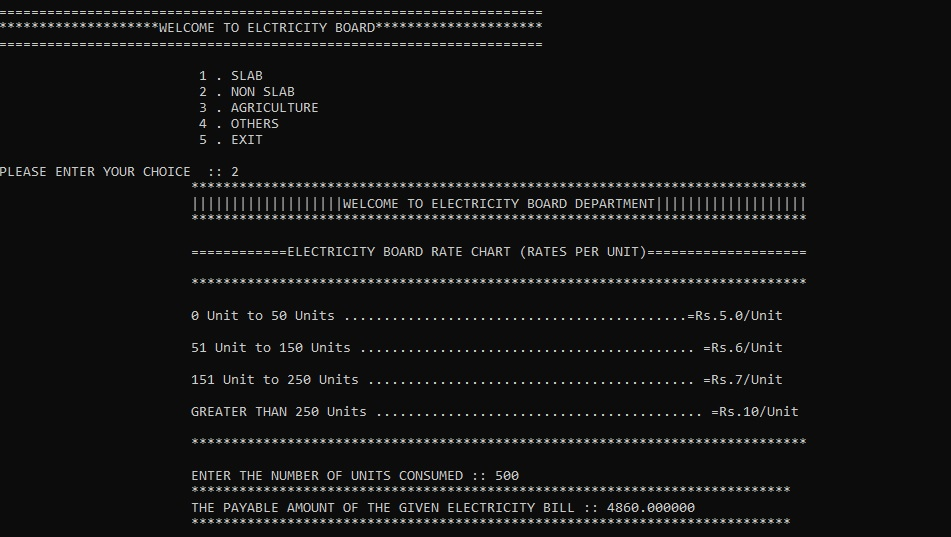 ====================================================================
********************WELCOME TO ELCTRICITY BOARD*********************
====================================================================
1 . SLAB
2 . NON SLAB
3 . AGRICULTURE
4 . OTHERS
5 . EXIT
PLEASE ENTER YOUR CHOICE  :: 2
*****************************************************************************
|||||||||||||||||||WELCOME TO ELECTRICITY BOARD DEPARTMENT|||||||||||||||||||
*****************************************************************************
============ELECTRICITY BOARD RATE CHART (RATES PER UNIT)====================
*****************************************************************************
0 Unit to 50 Units ...........................................=Rs.5.0/Unit
51 Unit to 150 Units .......................................... =Rs.6/Unit
151 Unit to 250 Units ......................................... =Rs.7/Unit
GREATER THAN 250 Units ......................................... =Rs.10/Unit
*****************************************************************************
ENTER THE NUMBER OF UNITS CONSUMED :: 500
***************************************************************************
THE PAYABLE AMOUNT OF THE GIVEN ELECTRICITY BILL :: 4860.000000
***************************************************************************